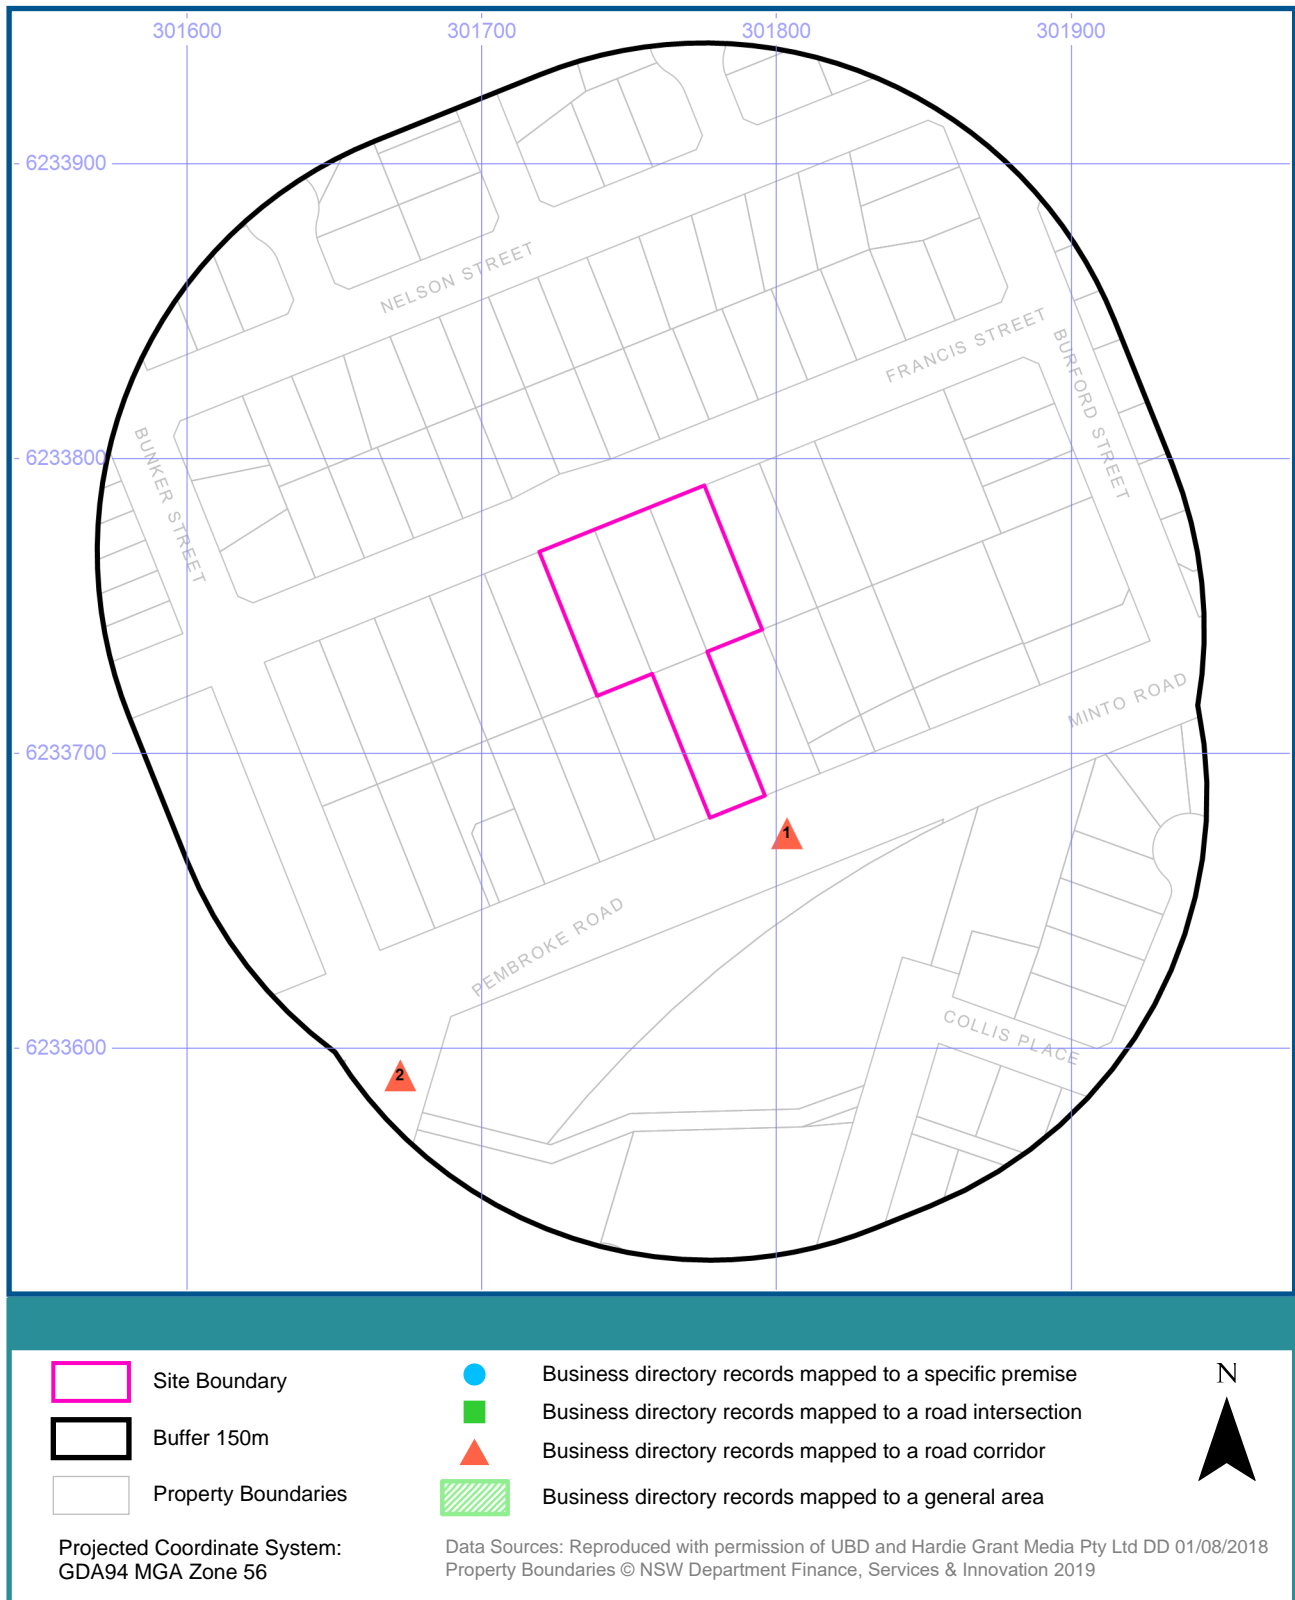 301600
301700
301800
301900
- 6233900
NELSON STREET
FRANCIS STREET
BURFORD STREET
BUNKER STREET
- 6233800
MINTO ROAD
- 6233700
1
PEMBROKE ROAD
COLLIS PLACE
- 6233600
2
Site Boundary
Buffer 150m
Property Boundaries
Business directory records mapped to a specific premise
Business directory records mapped to a road intersection
Business directory records mapped to a road corridor
Business directory records mapped to a general area
N
Projected Coordinate System:
GDA94 MGA Zone 56
Data Sources: Reproduced with permission of UBD and Hardie Grant Media Pty Ltd DD 01/08/2018
Property Boundaries © NSW Department Finance, Services & Innovation 2019